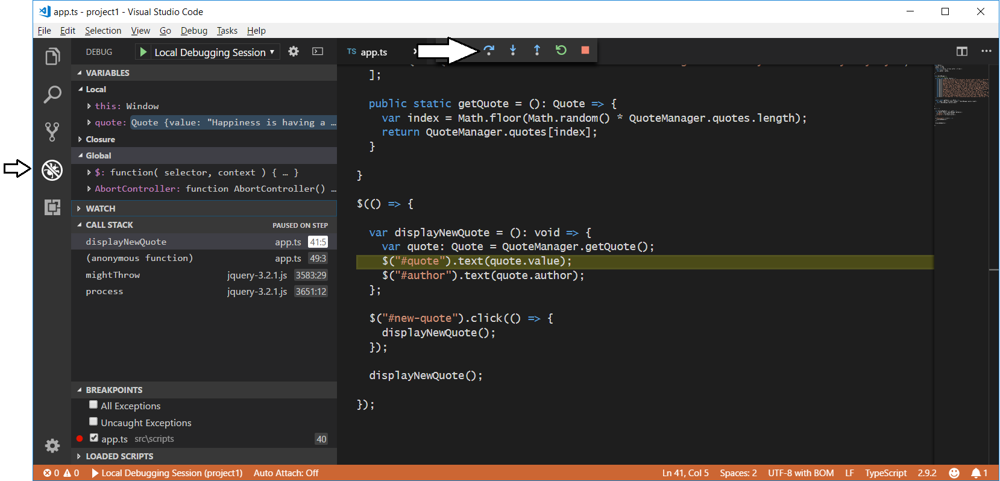 app.ts - project1 - Visual Studio Code
File Edit Selection View Go Debug Tasks Help
DEBUG Local Debugging Session
TS app.ts
VARIABLES
Local
this: Window
quote: Quote {value: "Happiness is having a …
Closure
Global
$: function( selector, context ) { … }
AbortController: function AbortController() …
WATCH
CALL STACK PAUSED ON STEP
displayNewQuote app.ts 41:5
(anonymous function) app.ts 49:3
mightThrow jquery-3.2.1.js 3583:29
process jquery-3.2.1.js 3651:12
BREAKPOINTS
All Exceptions
Uncaught Exceptions
app.ts src\scripts 40
LOADED SCRIPTS
];
public static getQuote = (): Quote => {
var index = Math.floor(Math.random() * QuoteManager.quotes.length);
return QuoteManager.quotes[index];
}
}
$(() => {
var displayNewQuote = (): void => {
var quote: Quote = QuoteManager.getQuote();
$("#quote").text(quote.value);
$("#author").text(quote.author);
};
$("#new-quote").click(() => {
displayNewQuote();
});
displayNewQuote();
});
0 0 Local Debugging Session (project1) Auto Attach: Off Ln 41, Col 5 Spaces: 2 UTF-8 with BOM LF TypeScript 2.9.2 1